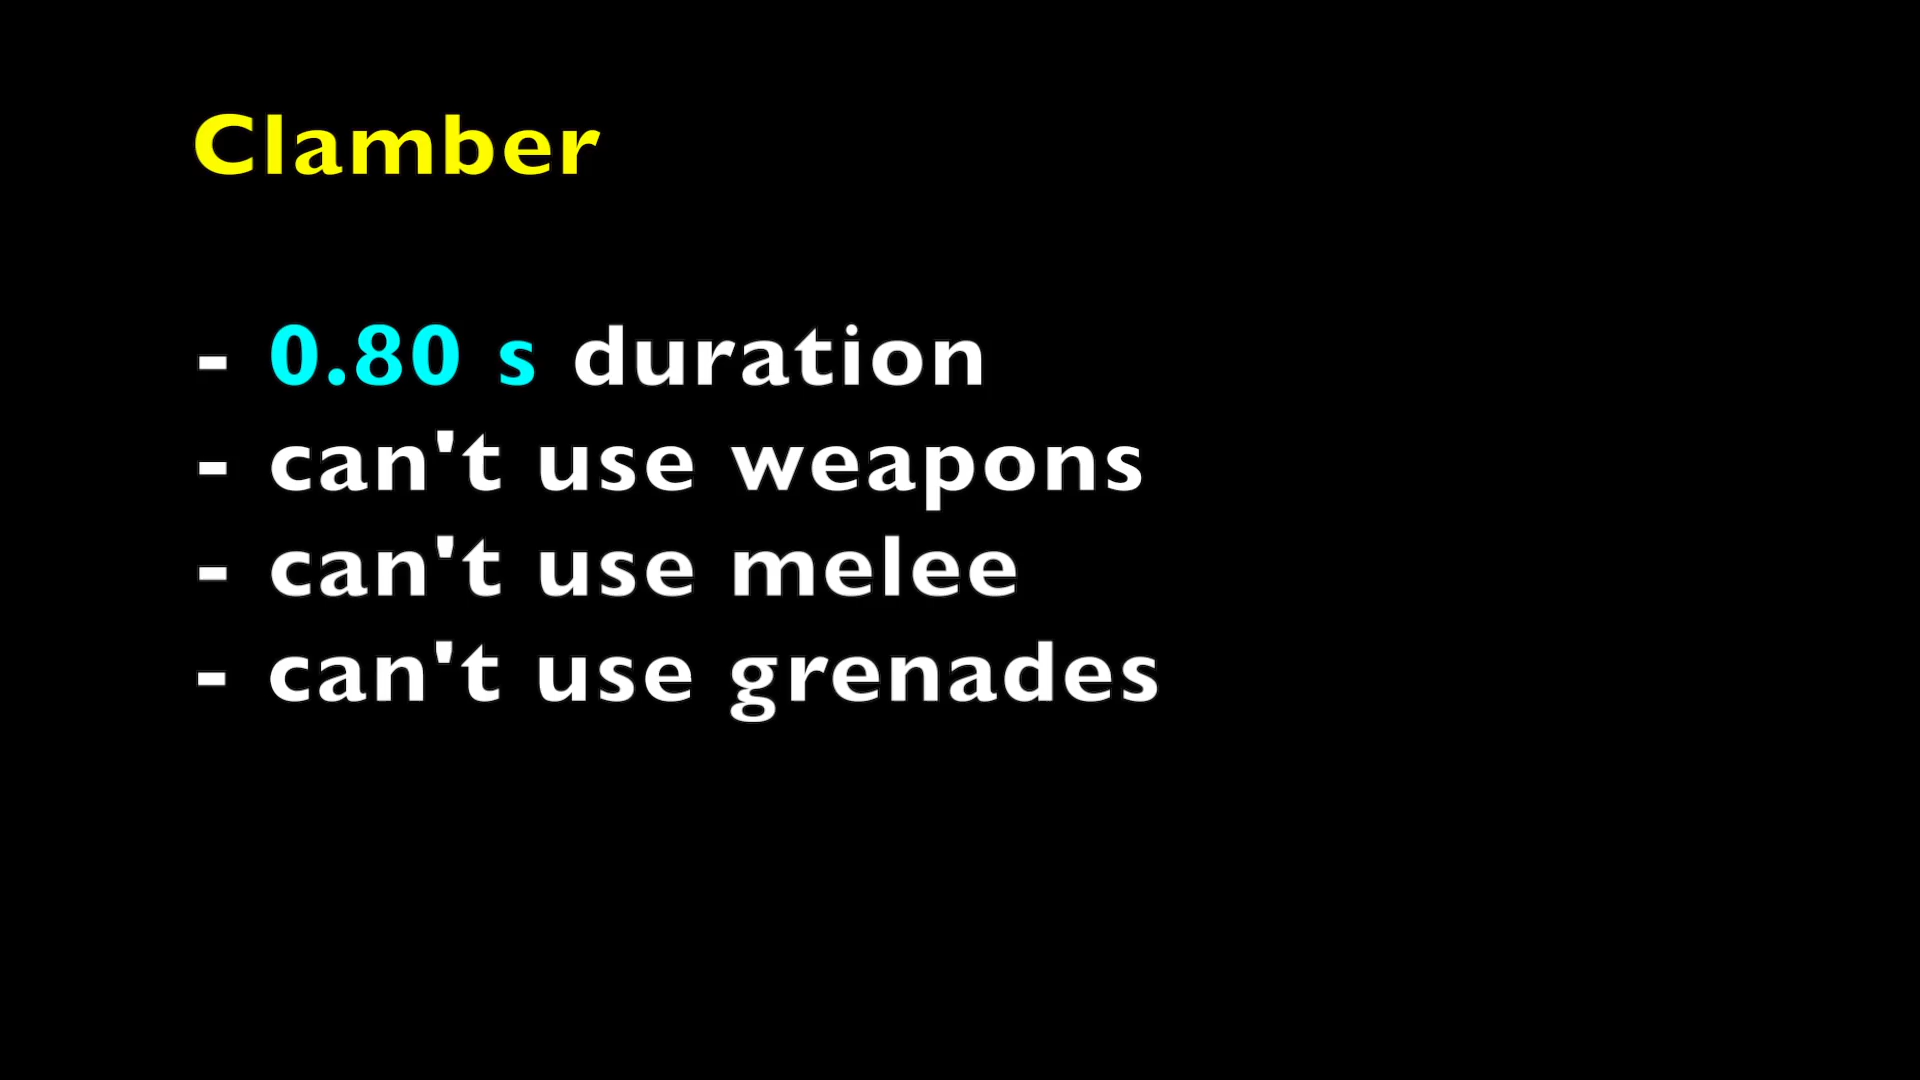 Clamber
- 0.80 s duration
- can't use weapons
- can't use melee
- can't use grenades